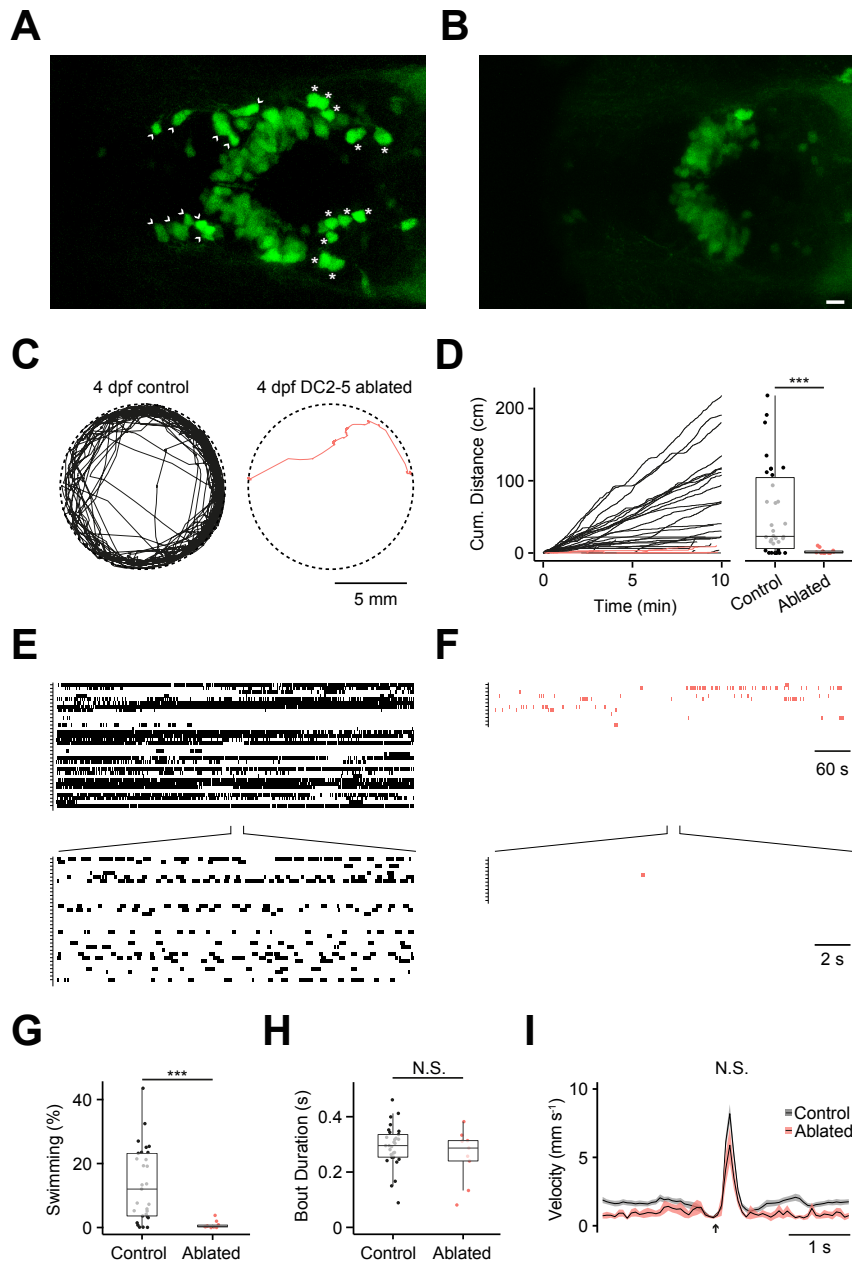 A
B
C
4 dpf control
4 dpf DC2-5 ablated
5 mm
D
Cum. Distance (cm)
200
100
0
0
5
10
Time (min)
***
Control
Ablated
E
F
60 s
2 s
G
Swimming (%)
40
20
0
***
Control
Ablated
H
Bout Duration (s)
0.4
0.2
0.0
N.S.
Control
Ablated
I
N.S.
Velocity (mm s⁻¹)
10
5
0
Control
Ablated
1 s